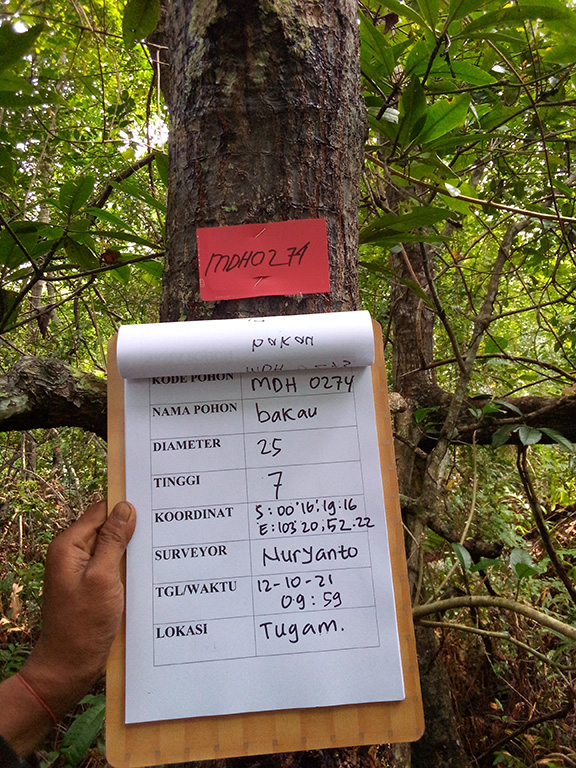 MDH0274
pakan
KODE POHON MDH 0274
NAMA POHON bakau
DIAMETER 25
TINGGI 7
KOORDINAT S : 00°16'.19.16
E : 103 20, 52.22
SURVEYOR Nuryanto
TGL/WAKTU 12-10-21
09 : 59
LOKASI Tugam.